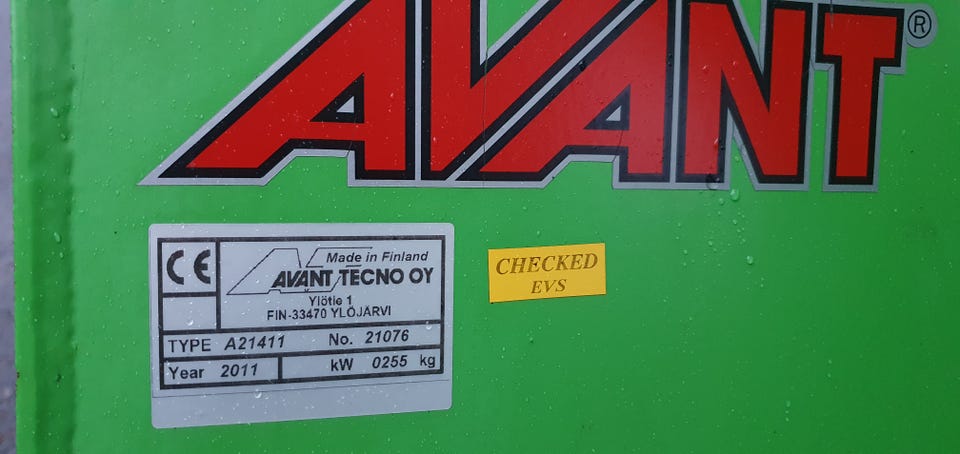 AVANT®
CE
Made in Finland
AVANT TECNO OY
Ylötie 1
FIN-33470 YLÖJÄRVI
TYPE A21411 No. 21076
Year 2011 kW 0255 kg
CHECKED
EVS